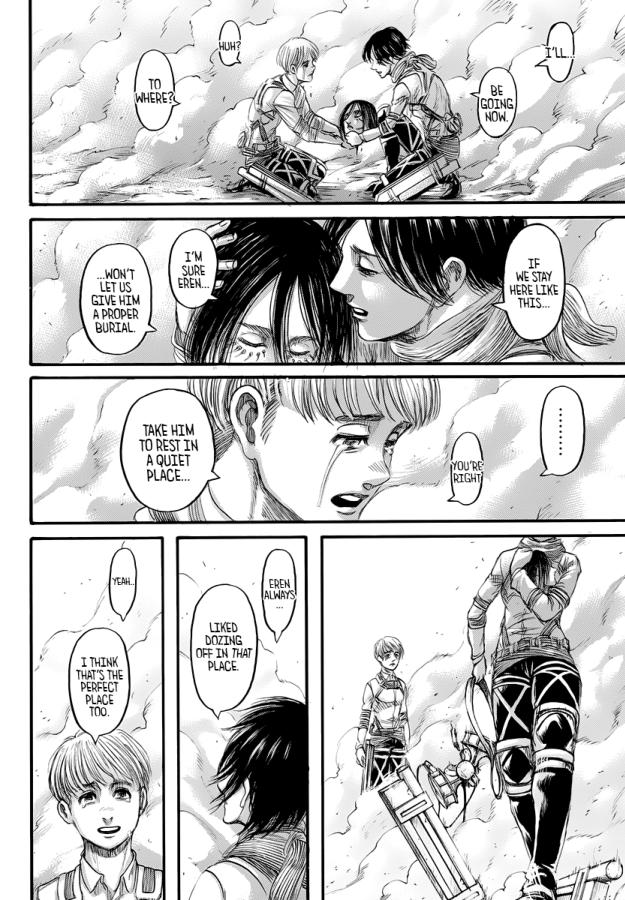 I'LL...
BE
GOING
NOW.
HUH?
TO
WHERE?
IF
WE STAY
HERE LIKE
THIS...
I'M
SURE
EREN...
...WON'T
LET US
GIVE HIM
A PROPER
BURIAL.
.........
YOU'RE
RIGHT
TAKE HIM
TO REST IN
A QUIET
PLACE...
EREN
ALWAYS
...
LIKED
DOZING
OFF IN THAT
PLACE.
YEAH..
I THINK
THAT'S THE
PERFECT
PLACE
TOO.